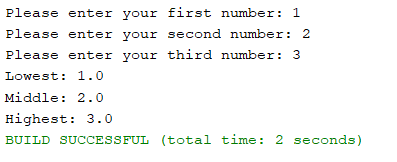 Please enter your first number: 1
Please enter your second number: 2
Please enter your third number: 3
Lowest: 1.0
Middle: 2.0
Highest: 3.0
BUILD SUCCESSFUL (total time: 2 seconds)